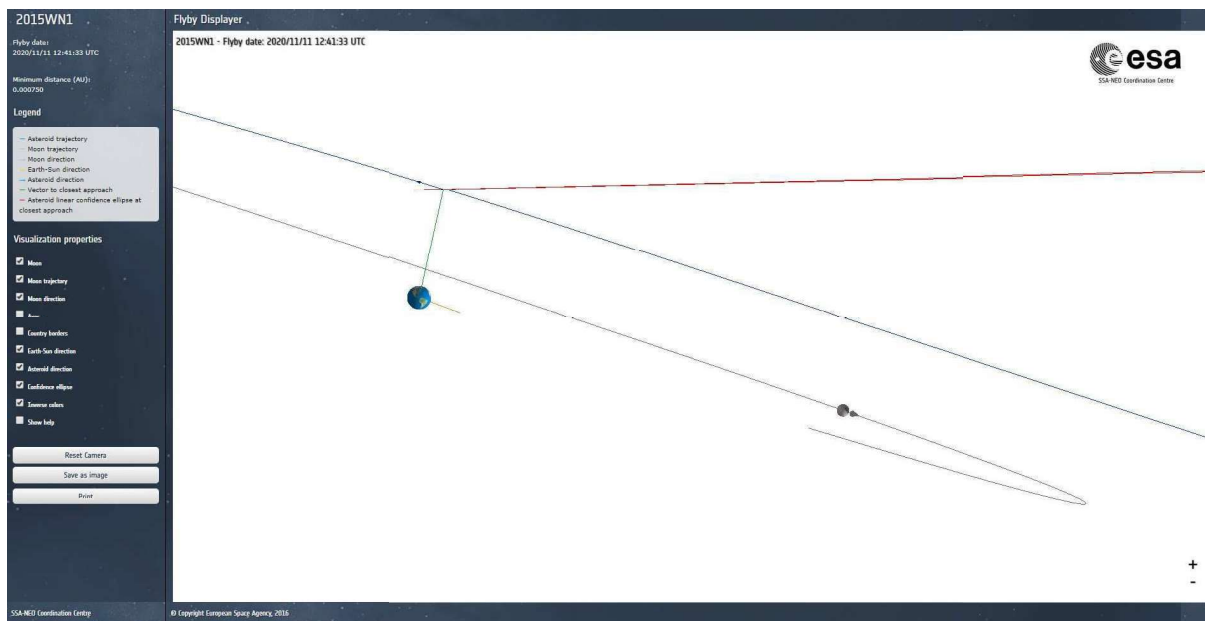 2015WN1
Flyby date:
2020/11/11 12:41:33 UTC
Minimum distance (AU):
0.000750
Legend
Asteroid trajectory
Moon trajectory
Moon direction
Earth-Sun direction
Asteroid direction
Vector to closest approach
Asteroid linear confidence ellipse at
closest approach
Visualization properties
Moon
Moon trajectory
Moon direction
Country borders
Earth-Sun direction
Asteroid direction
Confidence ellipse
Inverse colors
Show help
Reset Camera
Save as image
Print
SSA-NEO Coordination Centre
Flyby Displayer
2015WN1 - Flyby date: 2020/11/11 12:41:33 UTC
esa
SSA-NEO Coordination Centre
+
-
© Copyright European Space Agency, 2016